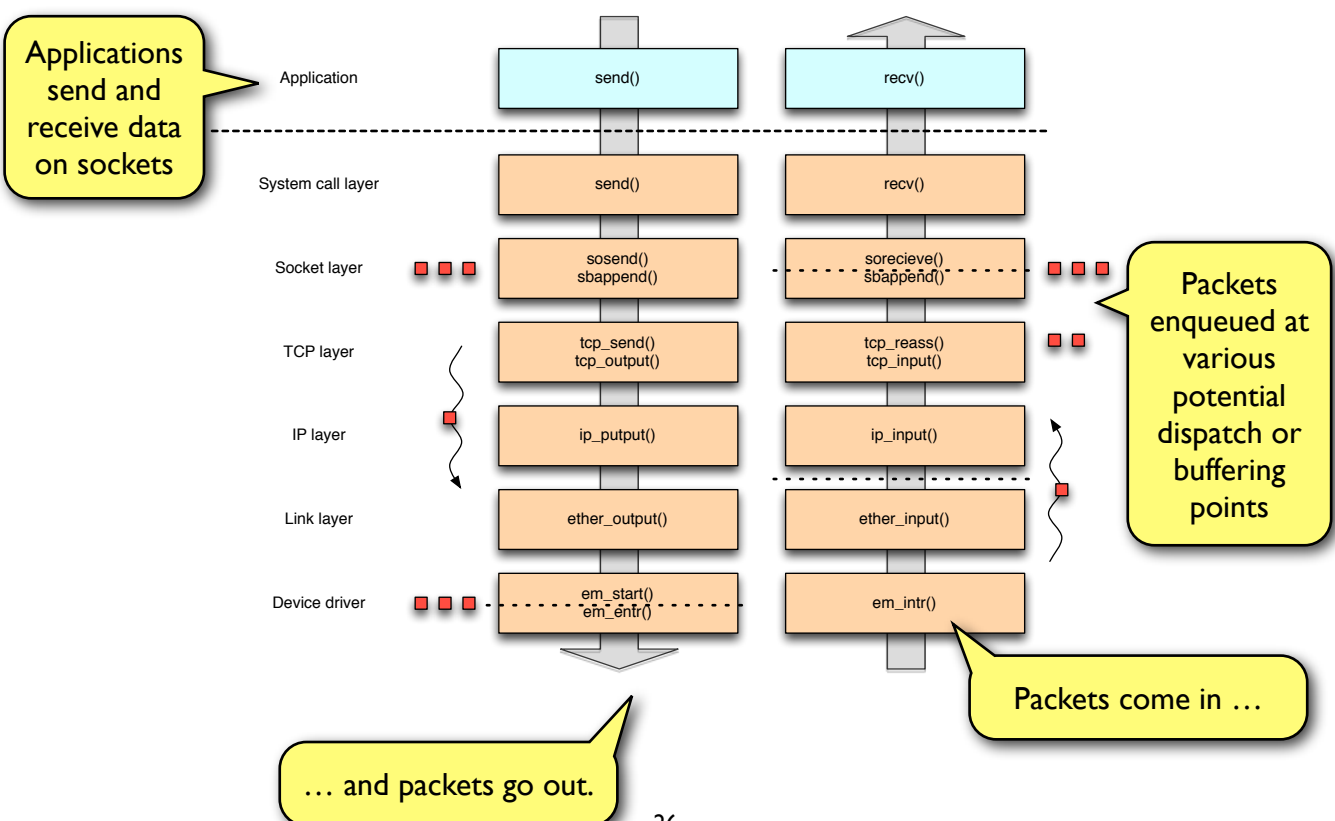 Applications
send and
receive data
on sockets
Application
send()
recv()
System call layer
send()
recv()
Socket layer
sosend()
sbappend()
sorecieve()
sbappend()
Packets
enqueued at
various
potential
dispatch or
buffering
points
TCP layer
tcp_send()
tcp_output()
tcp_reass()
tcp_input()
IP layer
ip_putput()
ip_input()
Link layer
ether_output()
ether_input()
Device driver
em_start()
em_entr()
em_intr()
Packets come in …
… and packets go out.